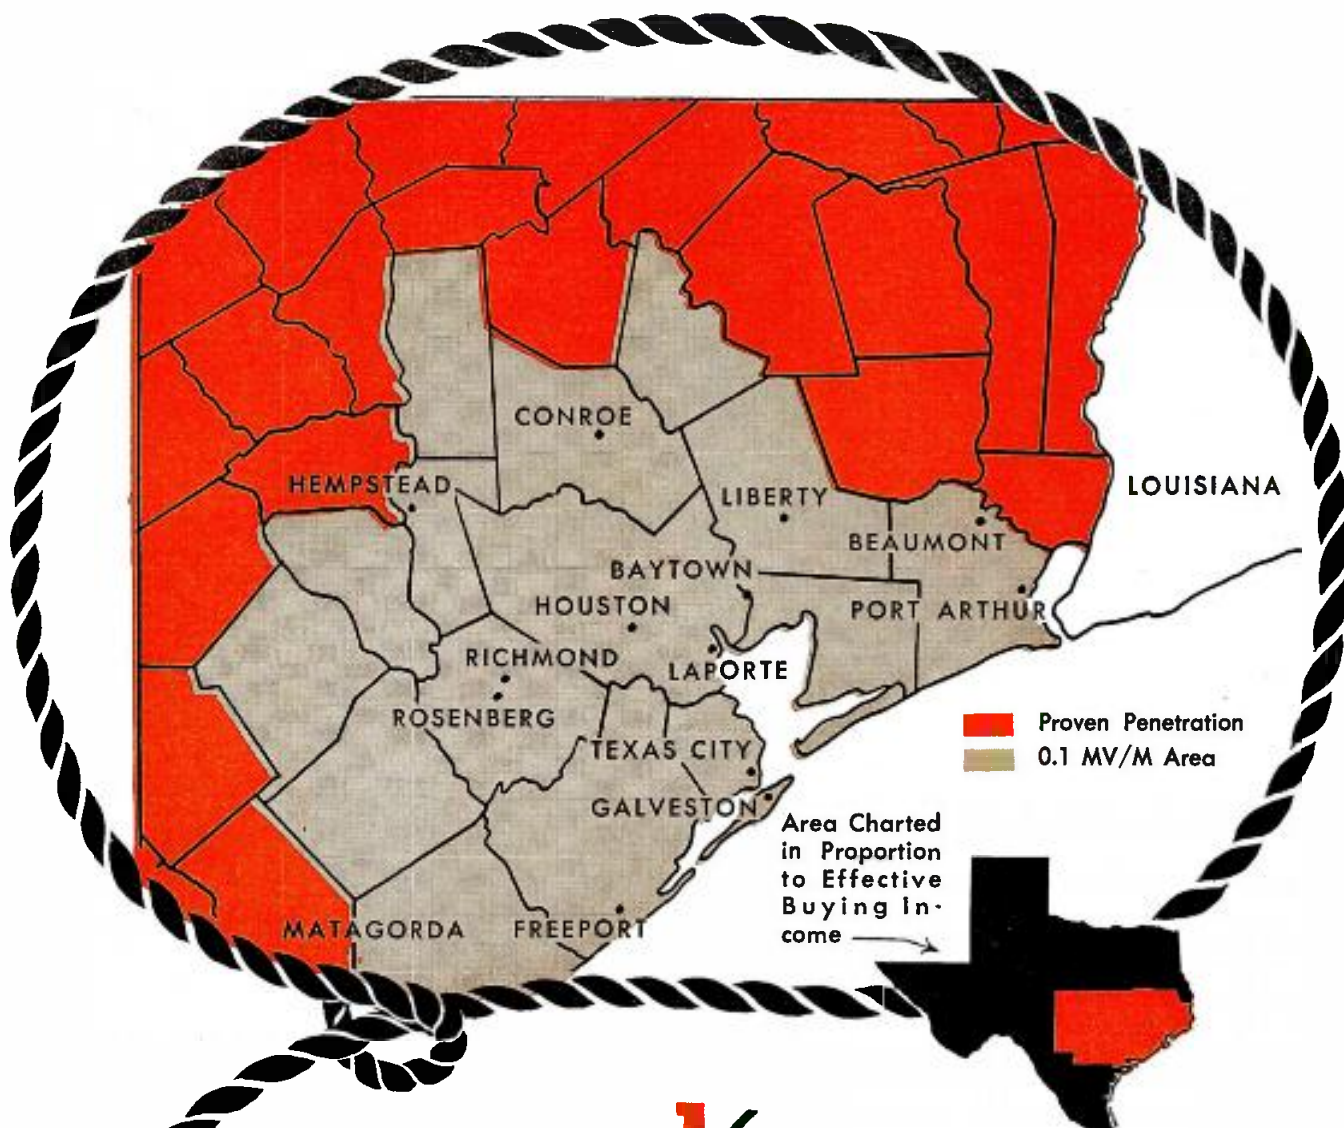 CONROE
HEMPSTEAD
LIBERTY
LOUISIANA
BEAUMONT
BAYTOWN
HOUSTON
PORT ARTHUR
RICHMOND
LAPORTE
ROSENBERG
TEXAS CITY
GALVESTON
MATAGORDA
FREEPORT
Proven Penetration
0.1 MV/M Area
Area Charted
in Proportion
to Effective
Buying In-
come